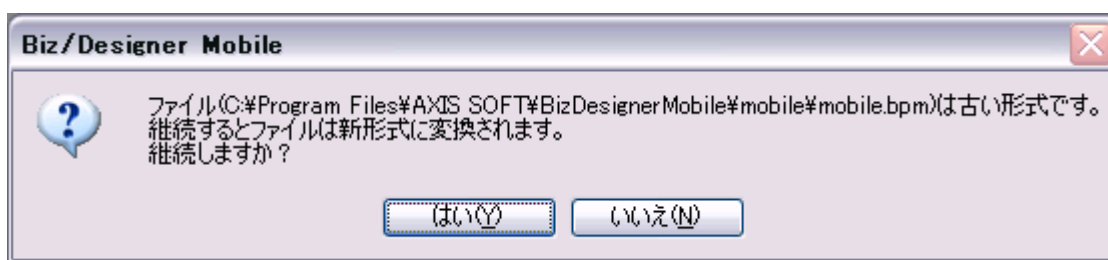 Biz/Designer Mobile
ファイル(C:¥Program Files¥AXIS SOFT¥BizDesignerMobile¥mobile¥mobile.bpm)は古い形式です。
継続するとファイルは新形式に変換されます。
継続しますか？
はい(Y) いいえ(N)